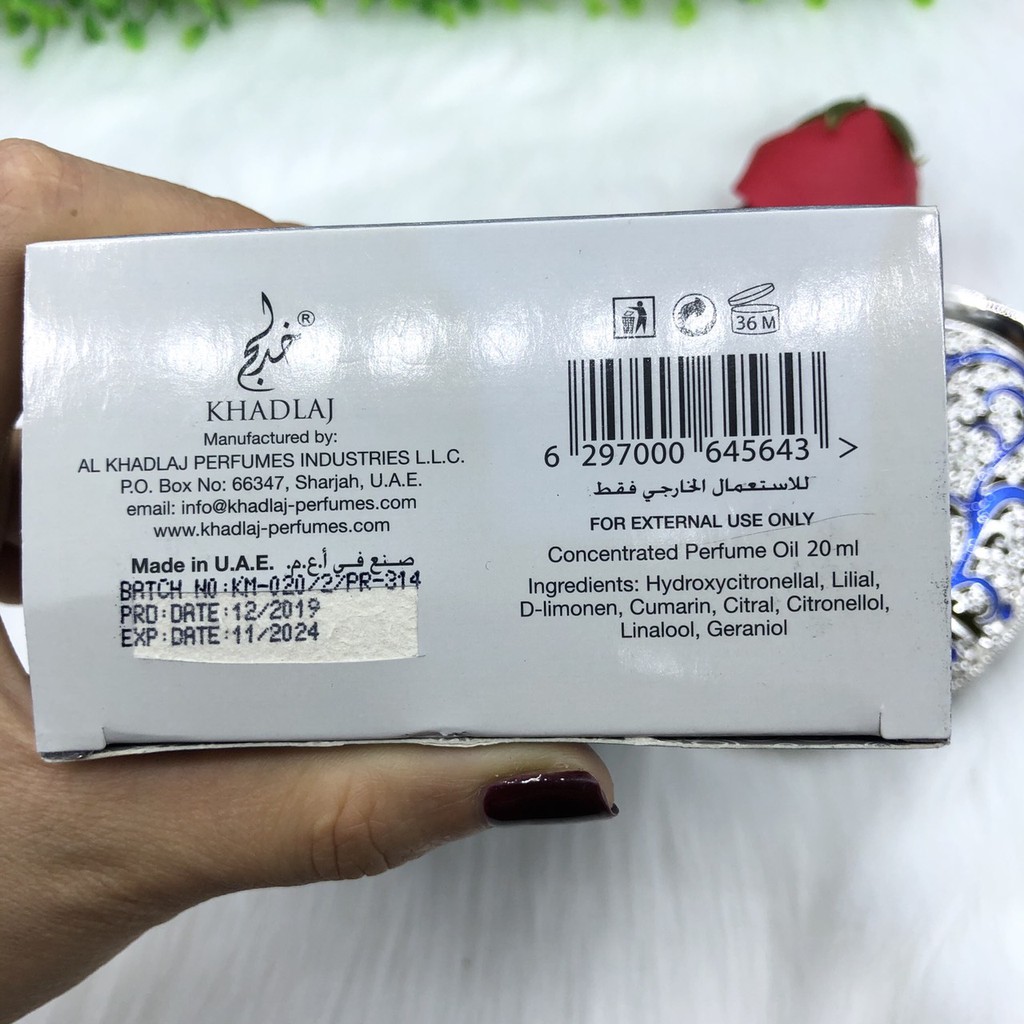 خدلج®
KHADLAJ
Manufactured by:
AL KHADLAJ PERFUMES INDUSTRIES L.L.C.
P.O. Box No: 66347, Sharjah, U.A.E.
email: info@khadlaj-perfumes.com
www.khadlaj-perfumes.com
Made in U.A.E. صنع في أ.ع.م.
BATCH NO:KM-020/2/PR-314
PRO:DATE:12/2019
EXP:DATE:11/2024
36 M
6 297000 645643 >
للاستعمال الخارجي فقط
FOR EXTERNAL USE ONLY
Concentrated Perfume Oil 20 ml
Ingredients: Hydroxycitronellal, Lilial,
D-limonen, Cumarin, Citral, Citronellol,
Linalool, Geraniol